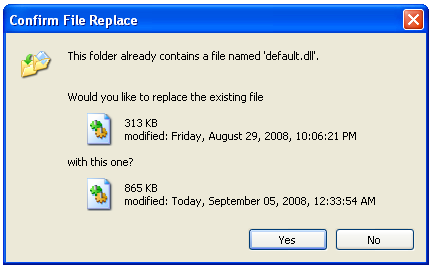 Confirm File Replace
This folder already contains a file named 'default.dll'.
Would you like to replace the existing file
313 KB
modified: Friday, August 29, 2008, 10:06:21 PM
with this one?
865 KB
modified: Today, September 05, 2008, 12:33:54 AM
Yes No